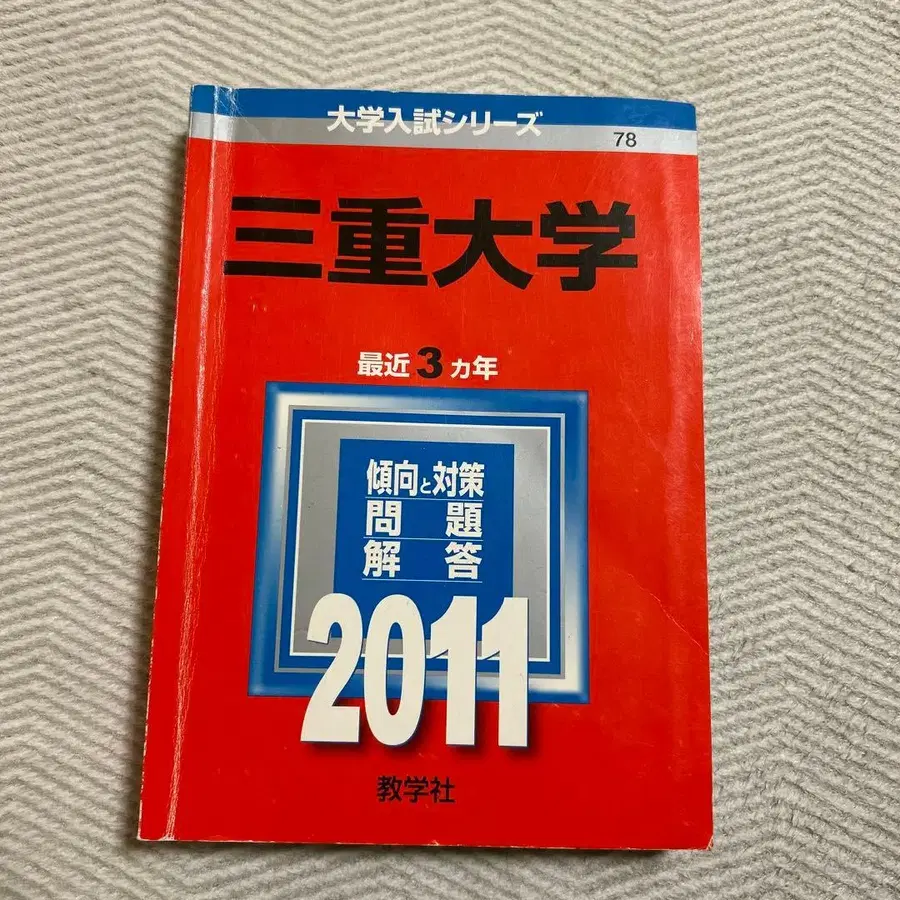 大学入試シリーズ
78
三重大学
最近3カ年
傾向と対策
問題
解答
2011
教学社